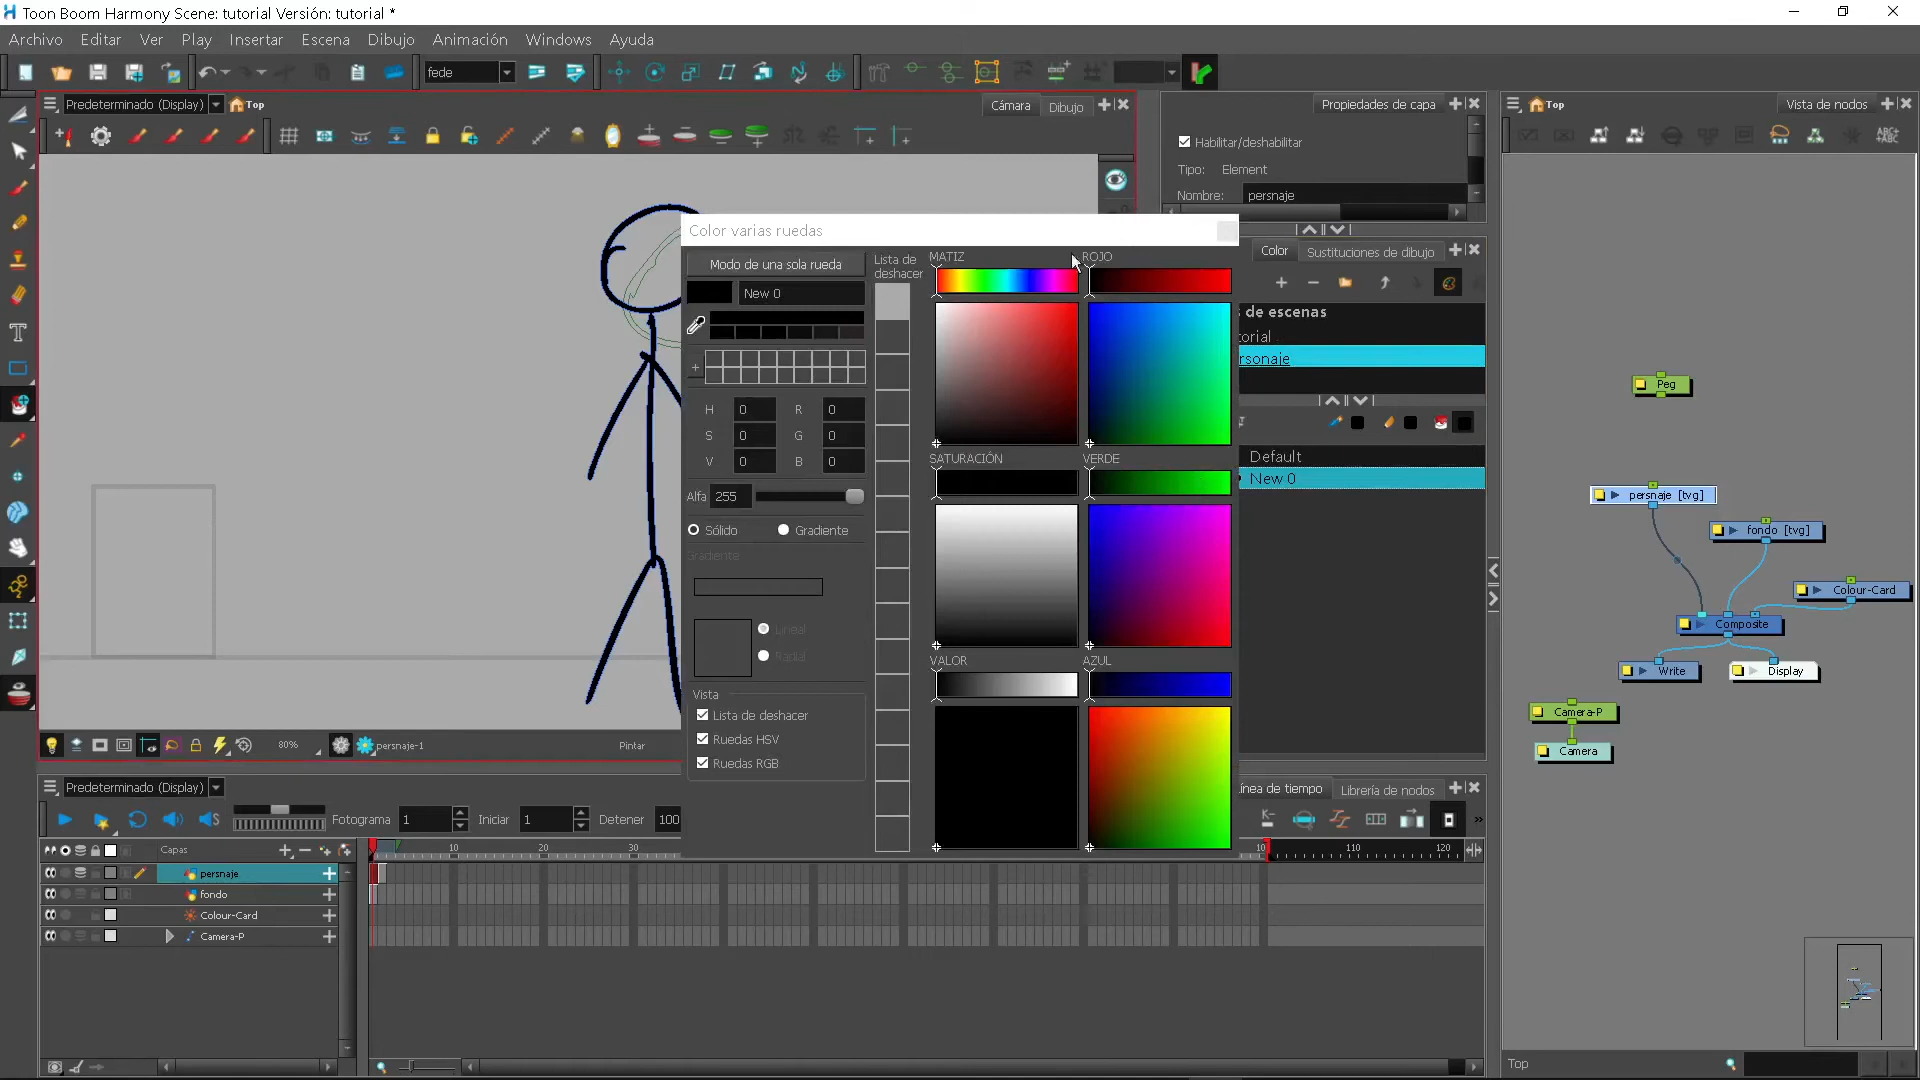 Toon Boom Harmony Scene: tutorial Versión: tutorial *
Archivo Editar Ver Play Insertar Escena Dibujo Animación Windows Ayuda
fede
Predeterminado (Display) Top Cámara Dibujo
Propiedades de capa
Top Vista de nodos
Habilitar/deshabilitar
Tipo: Element
Nombre: persnaje
Color varias ruedas
Modo de una sola rueda
New 0
Lista de
deshacer
MATIZ
ROJO
H 0 R 0
S 0 G 0
V 0 B 0
SATURACIÓN
VERDE
Alfa 255
Sólido Gradiente
Gradiente
Lineal
Radial
VALOR
AZUL
Vista
Lista de deshacer
Ruedas HSV
Ruedas RGB
Color Sustituciones de dibujo
s de escenas
torial
rsonaje
Default
New 0
Peg
persnaje [tvg]
fondo [tvg]
Colour-Card
Composite
Write
Display
Camera-P
Camera
80% persnaje-1 Pintar
Predeterminado (Display)
ínea de tiempo Librería de nodos
Fotograma 1 Iniciar 1 Detener 100
Capas
10 20 30 10 110 120
persnaje
fondo
Colour-Card
Camera-P
Top
ABC